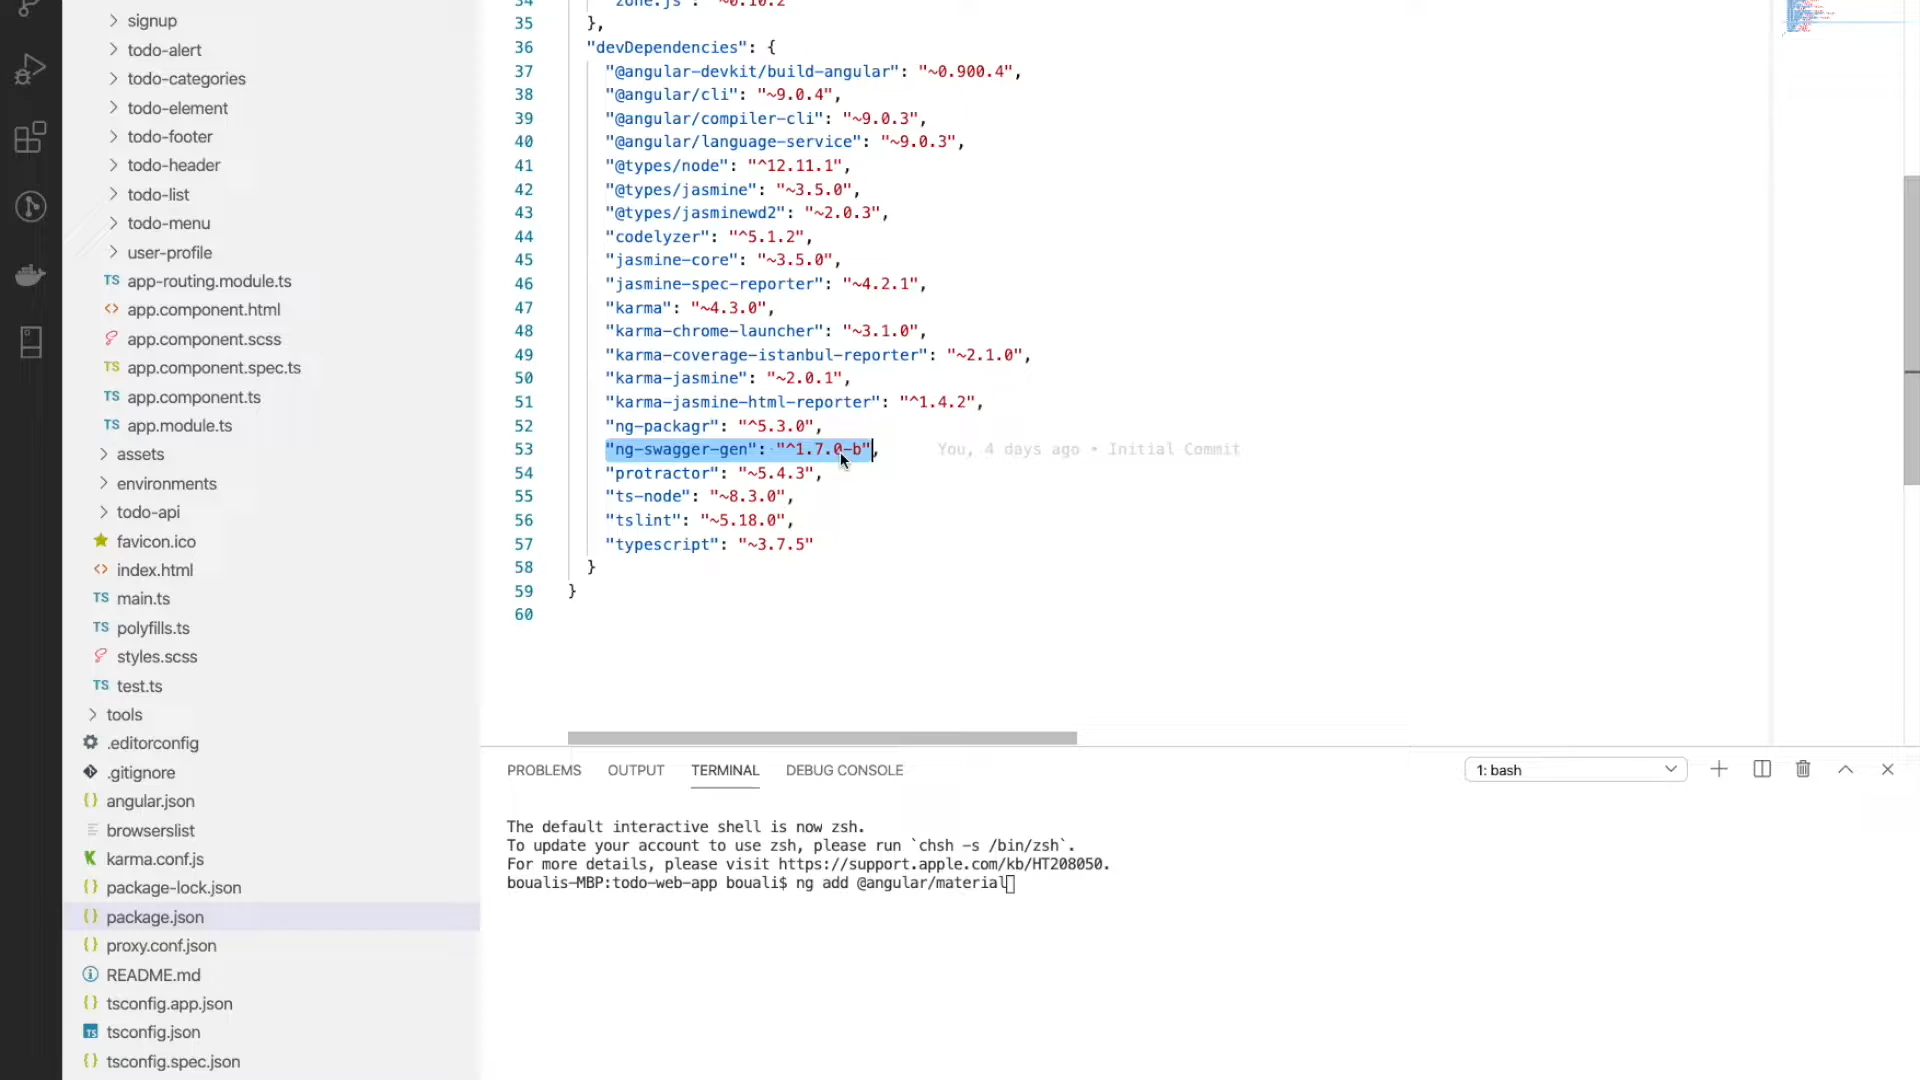 signup
todo-alert
todo-categories
todo-element
todo-footer
todo-header
todo-list
todo-menu
user-profile
TS app-routing.module.ts
<> app.component.html
app.component.scss
TS app.component.spec.ts
TS app.component.ts
TS app.module.ts
assets
environments
todo-api
favicon.ico
<> index.html
TS main.ts
TS polyfills.ts
styles.scss
TS test.ts
tools
.editorconfig
.gitignore
{} angular.json
browserslist
K karma.conf.js
{} package-lock.json
{} package.json
{} proxy.conf.json
README.md
{} tsconfig.app.json
TS tsconfig.json
{} tsconfig.spec.json
34 "zone.js": "~0.10.2"
35 },
36 "devDependencies": {
37 "@angular-devkit/build-angular": "~0.900.4",
38 "@angular/cli": "~9.0.4",
39 "@angular/compiler-cli": "~9.0.3",
40 "@angular/language-service": "~9.0.3",
41 "@types/node": "^12.11.1",
42 "@types/jasmine": "~3.5.0",
43 "@types/jasminewd2": "~2.0.3",
44 "codelyzer": "^5.1.2",
45 "jasmine-core": "~3.5.0",
46 "jasmine-spec-reporter": "~4.2.1",
47 "karma": "~4.3.0",
48 "karma-chrome-launcher": "~3.1.0",
49 "karma-coverage-istanbul-reporter": "~2.1.0",
50 "karma-jasmine": "~2.0.1",
51 "karma-jasmine-html-reporter": "^1.4.2",
52 "ng-packagr": "^5.3.0",
53 "ng-swagger-gen": "^1.7.0-b", You, 4 days ago • Initial Commit
54 "protractor": "~5.4.3",
55 "ts-node": "~8.3.0",
56 "tslint": "~5.18.0",
57 "typescript": "~3.7.5"
58 }
59 }
60
PROBLEMS OUTPUT TERMINAL DEBUG CONSOLE 1: bash
The default interactive shell is now zsh.
To update your account to use zsh, please run `chsh -s /bin/zsh`.
For more details, please visit https://support.apple.com/kb/HT208050.
boualis-MBP:todo-web-app bouali$ ng add @angular/material